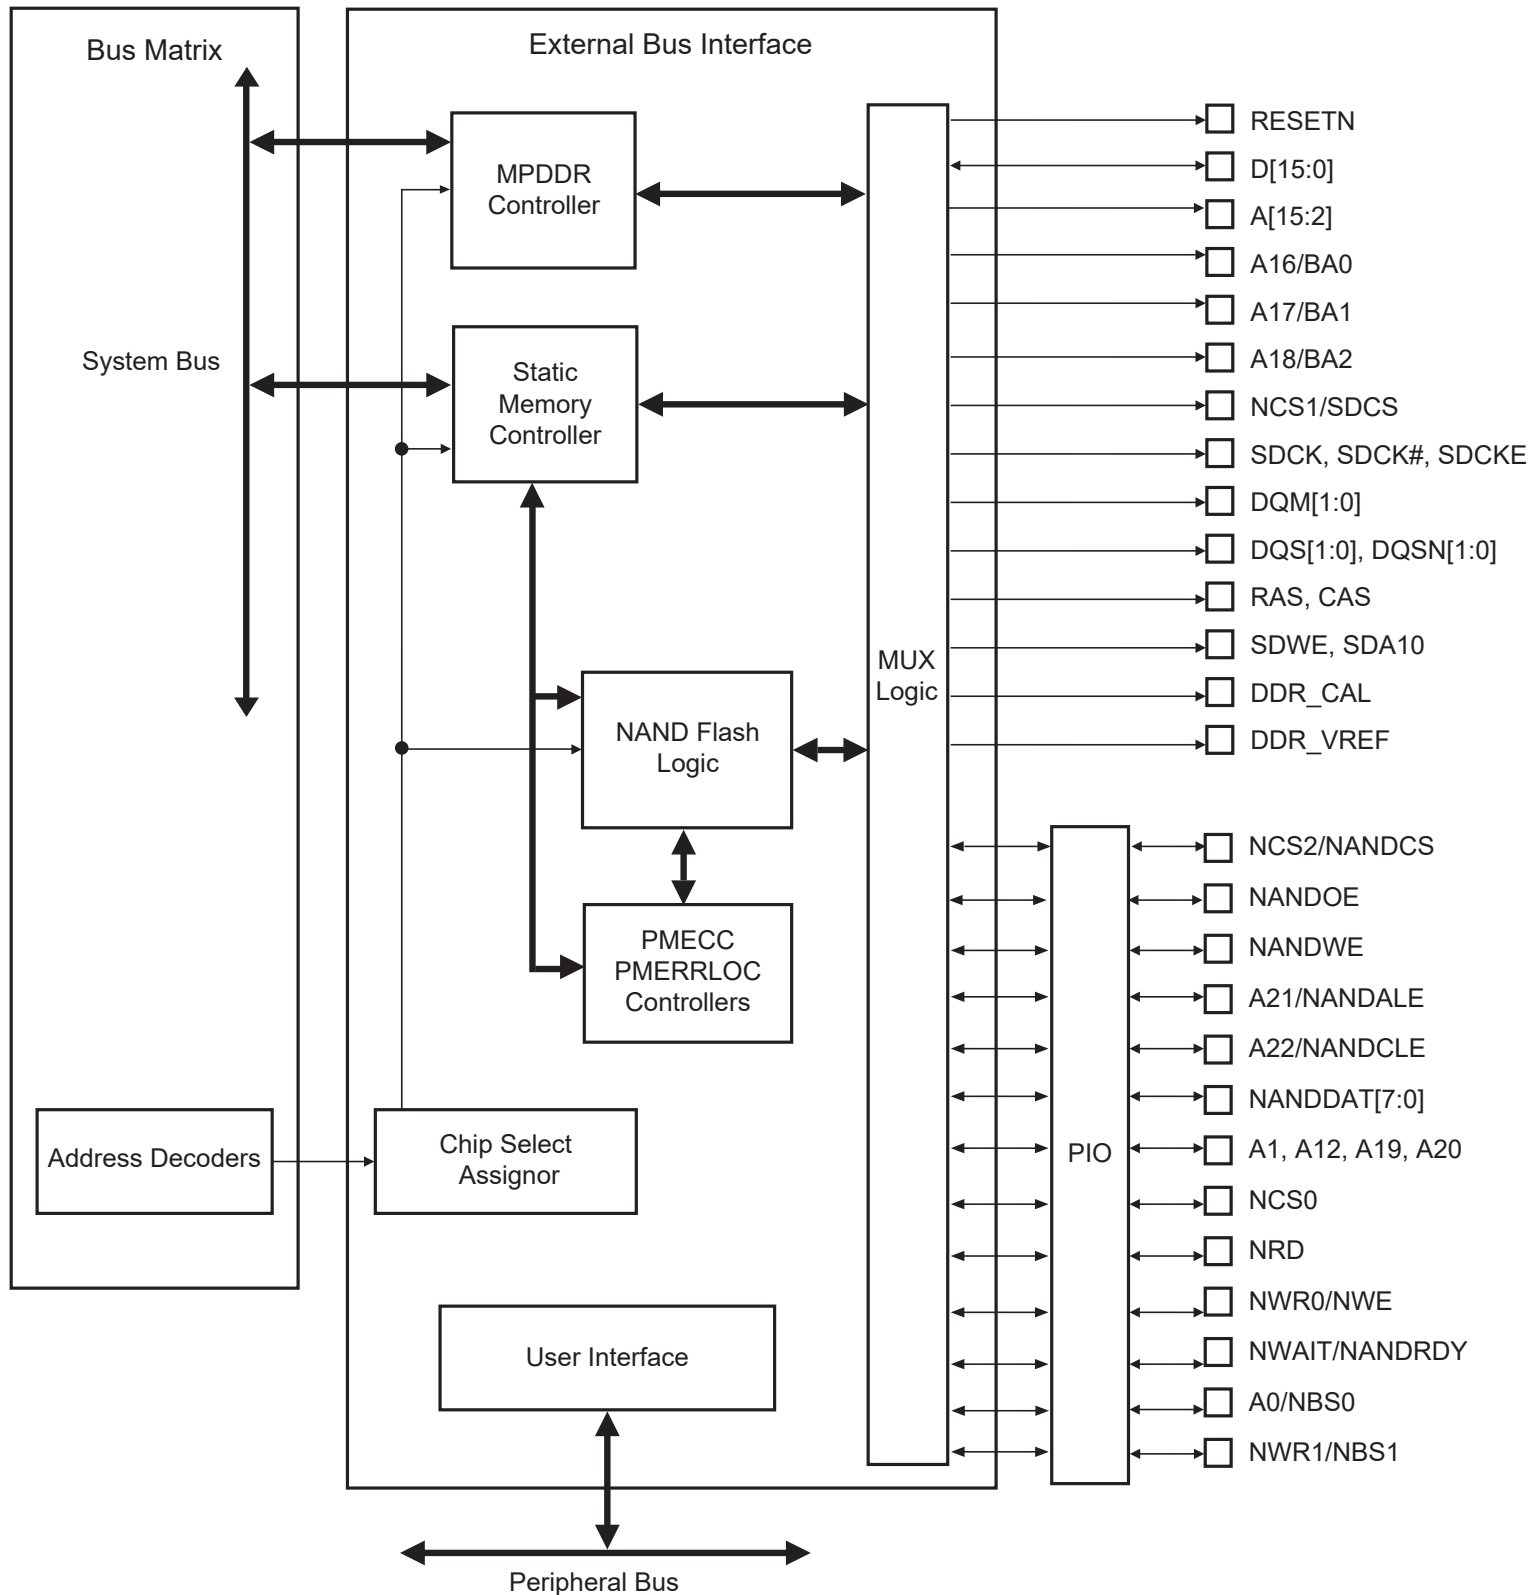 Bus Matrix
External Bus Interface
RESETN
D[15:0]
A[15:2]
A16/BA0
A17/BA1
A18/BA2
NCS1/SDCS
SDCK, SDCK#, SDCKE
DQM[1:0]
DQS[1:0], DQSN[1:0]
RAS, CAS
SDWE, SDA10
DDR_CAL
DDR_VREF
MPDDR
Controller
System Bus
Static
Memory
Controller
MUX
Logic
NAND Flash
Logic
PMECC
PMERRLOC
Controllers
Address Decoders
Chip Select
Assignor
User Interface
Peripheral Bus
PIO
NCS2/NANDCS
NANDOE
NANDWE
A21/NANDALE
A22/NANDCLE
NANDDAT[7:0]
A1, A12, A19, A20
NCS0
NRD
NWR0/NWE
NWAIT/NANDRDY
A0/NBS0
NWR1/NBS1